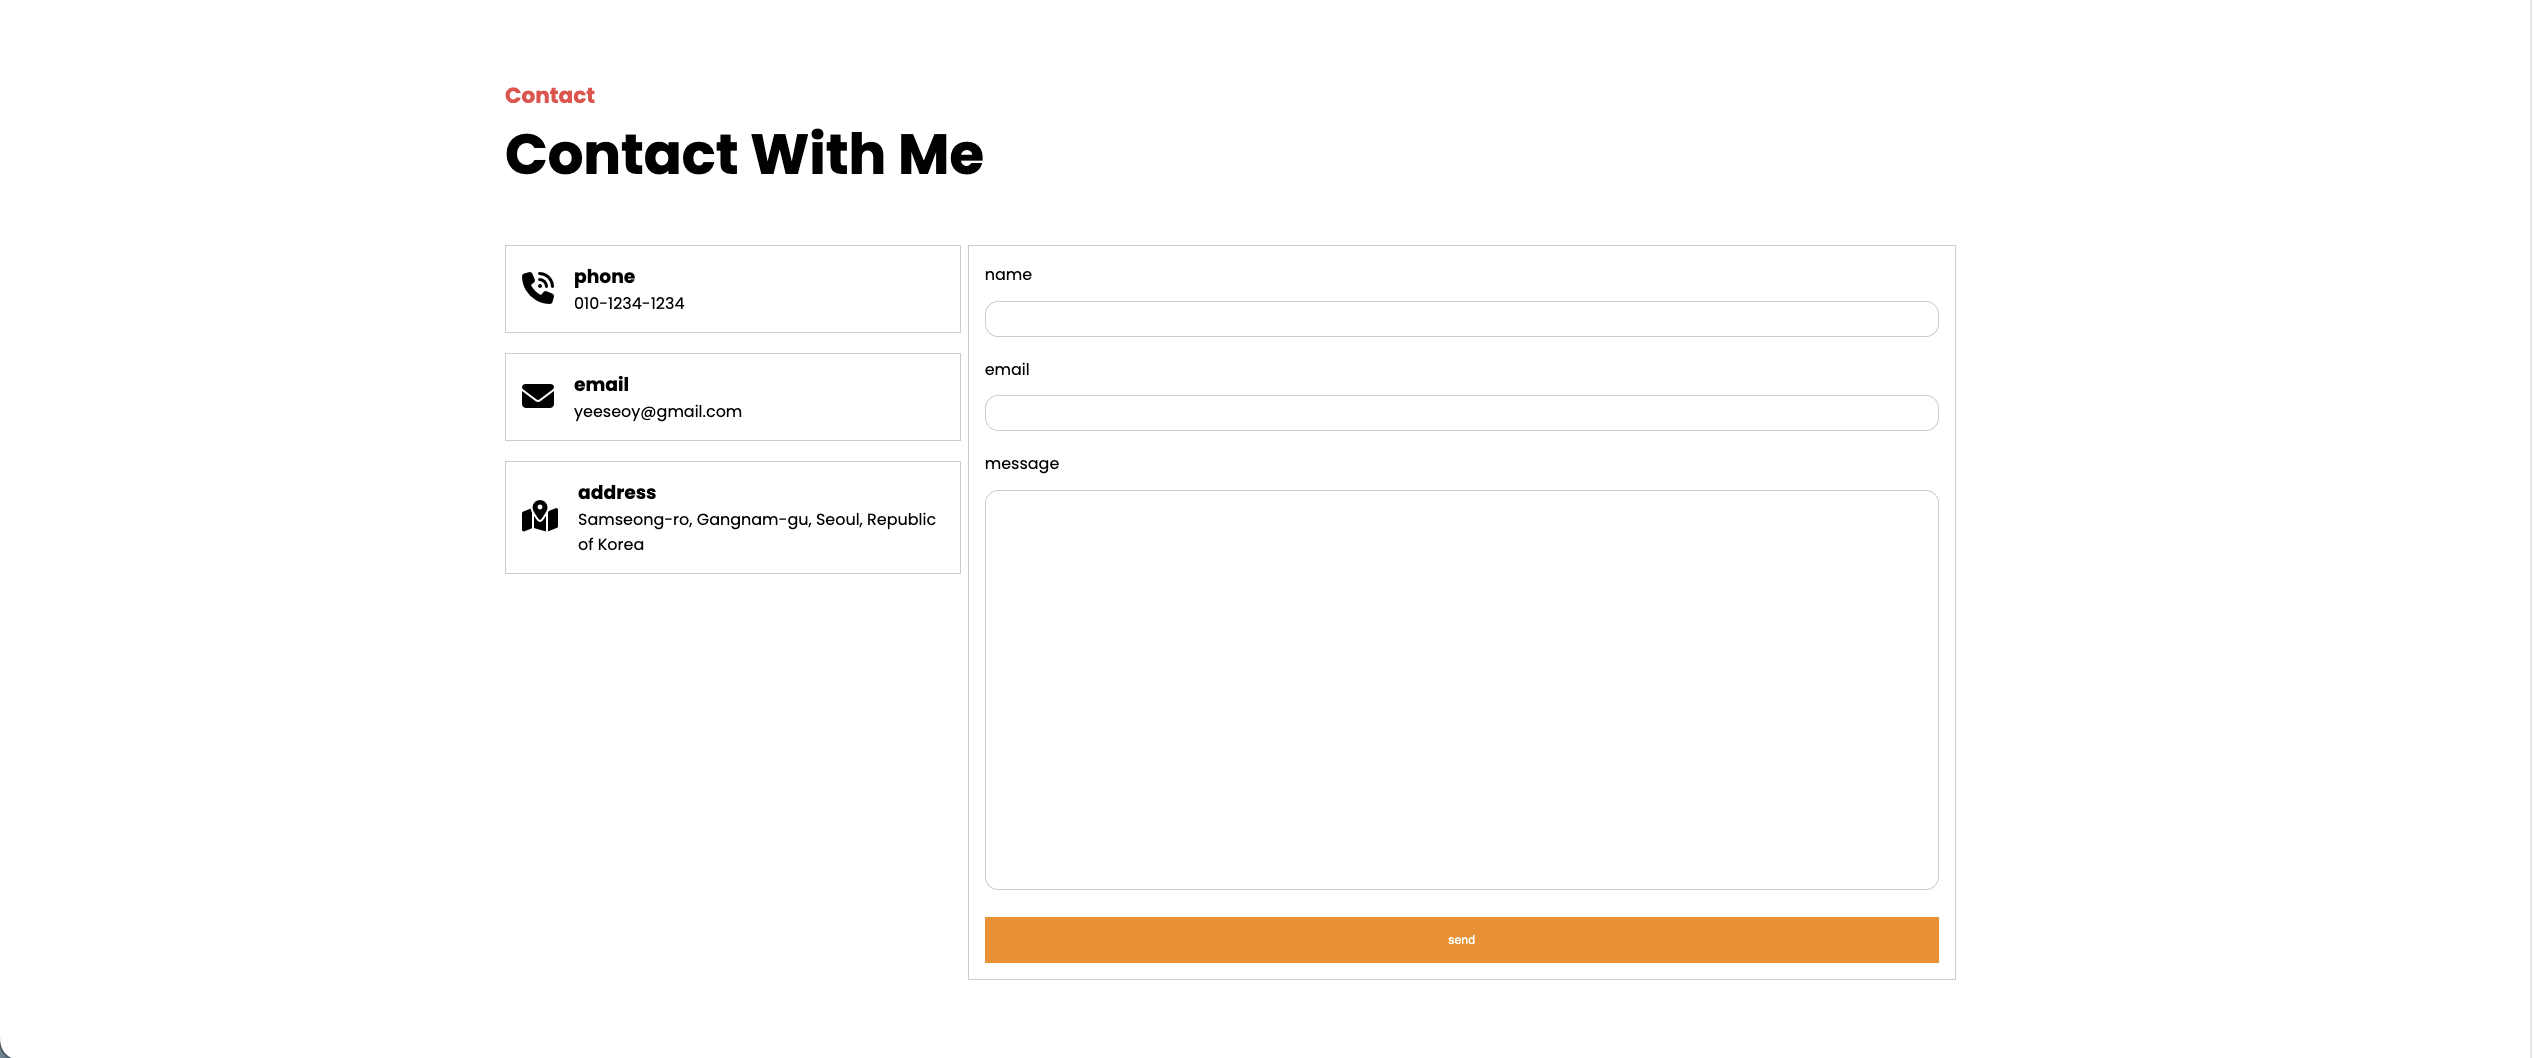 Contact
Contact With Me
phone
010-1234-1234
email
yeeseoy@gmail.com
address
Samseong-ro, Gangnam-gu, Seoul, Republic
of Korea
name
email
message
send